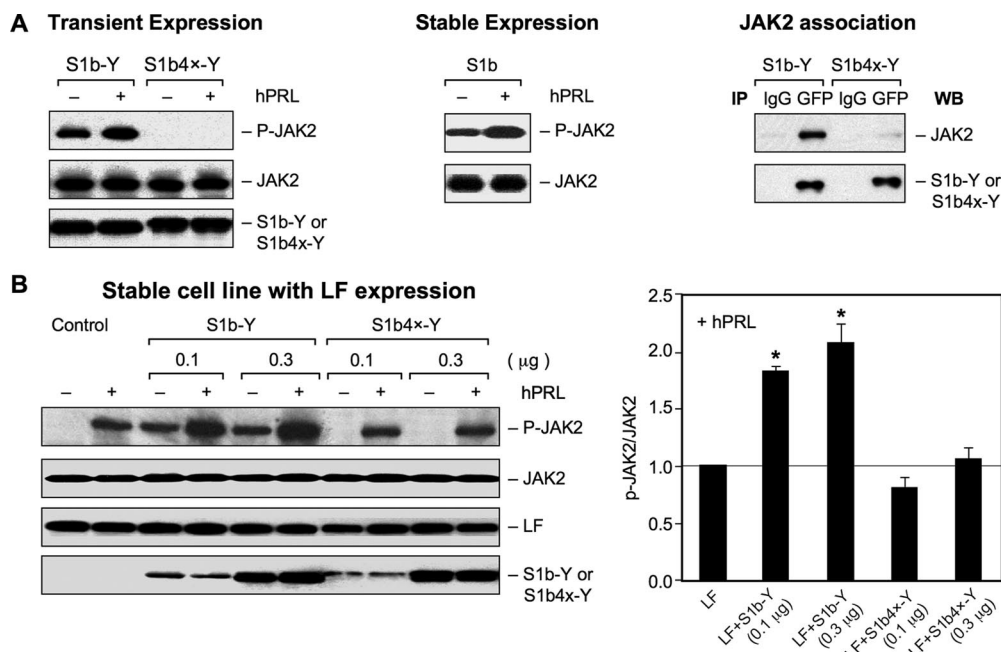 A
Transient Expression
S1b-Y S1b4×-Y
– + – + hPRL
– P-JAK2
– JAK2
– S1b-Y or
S1b4x-Y
Stable Expression
S1b
– + hPRL
– P-JAK2
– JAK2
JAK2 association
S1b-Y S1b4x-Y
IP IgG GFP IgG GFP WB
– JAK2
– S1b-Y or
S1b4x-Y
B
Stable cell line with LF expression
Control S1b-Y S1b4×-Y
0.1 0.3 0.1 0.3 ( μg)
– + – + – + – + – + hPRL
– P-JAK2
– JAK2
– LF
– S1b-Y or
S1b4x-Y
+ hPRL
* *
p-JAK2/JAK2
2.5
2.0
1.5
1.0
0.5
0.0
LF
LF+S1b-Y
(0.1 μg)
LF+S1b-Y
(0.3 μg)
LF+S1b4×-Y
(0.1 μg)
LF+S1b4×-Y
(0.3 μg)